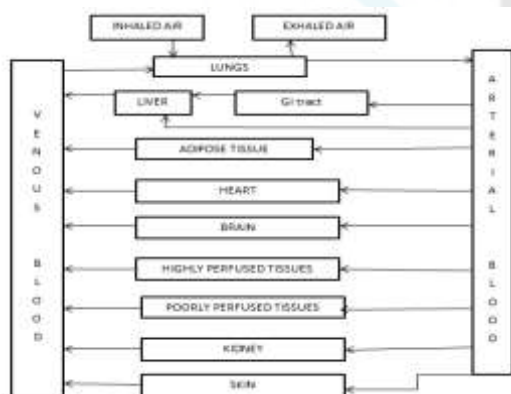 INHALED AIR
EXHALED AIR
LUNGS
LIVER
GI tract
ADIPOSE TISSUE
HEART
BRAIN
HIGHLY PERFUSED TISSUES
POORLY PERFUSED TISSUES
KIDNEY
SKIN
VENOUS BLOOD
ARTERIAL BLOOD